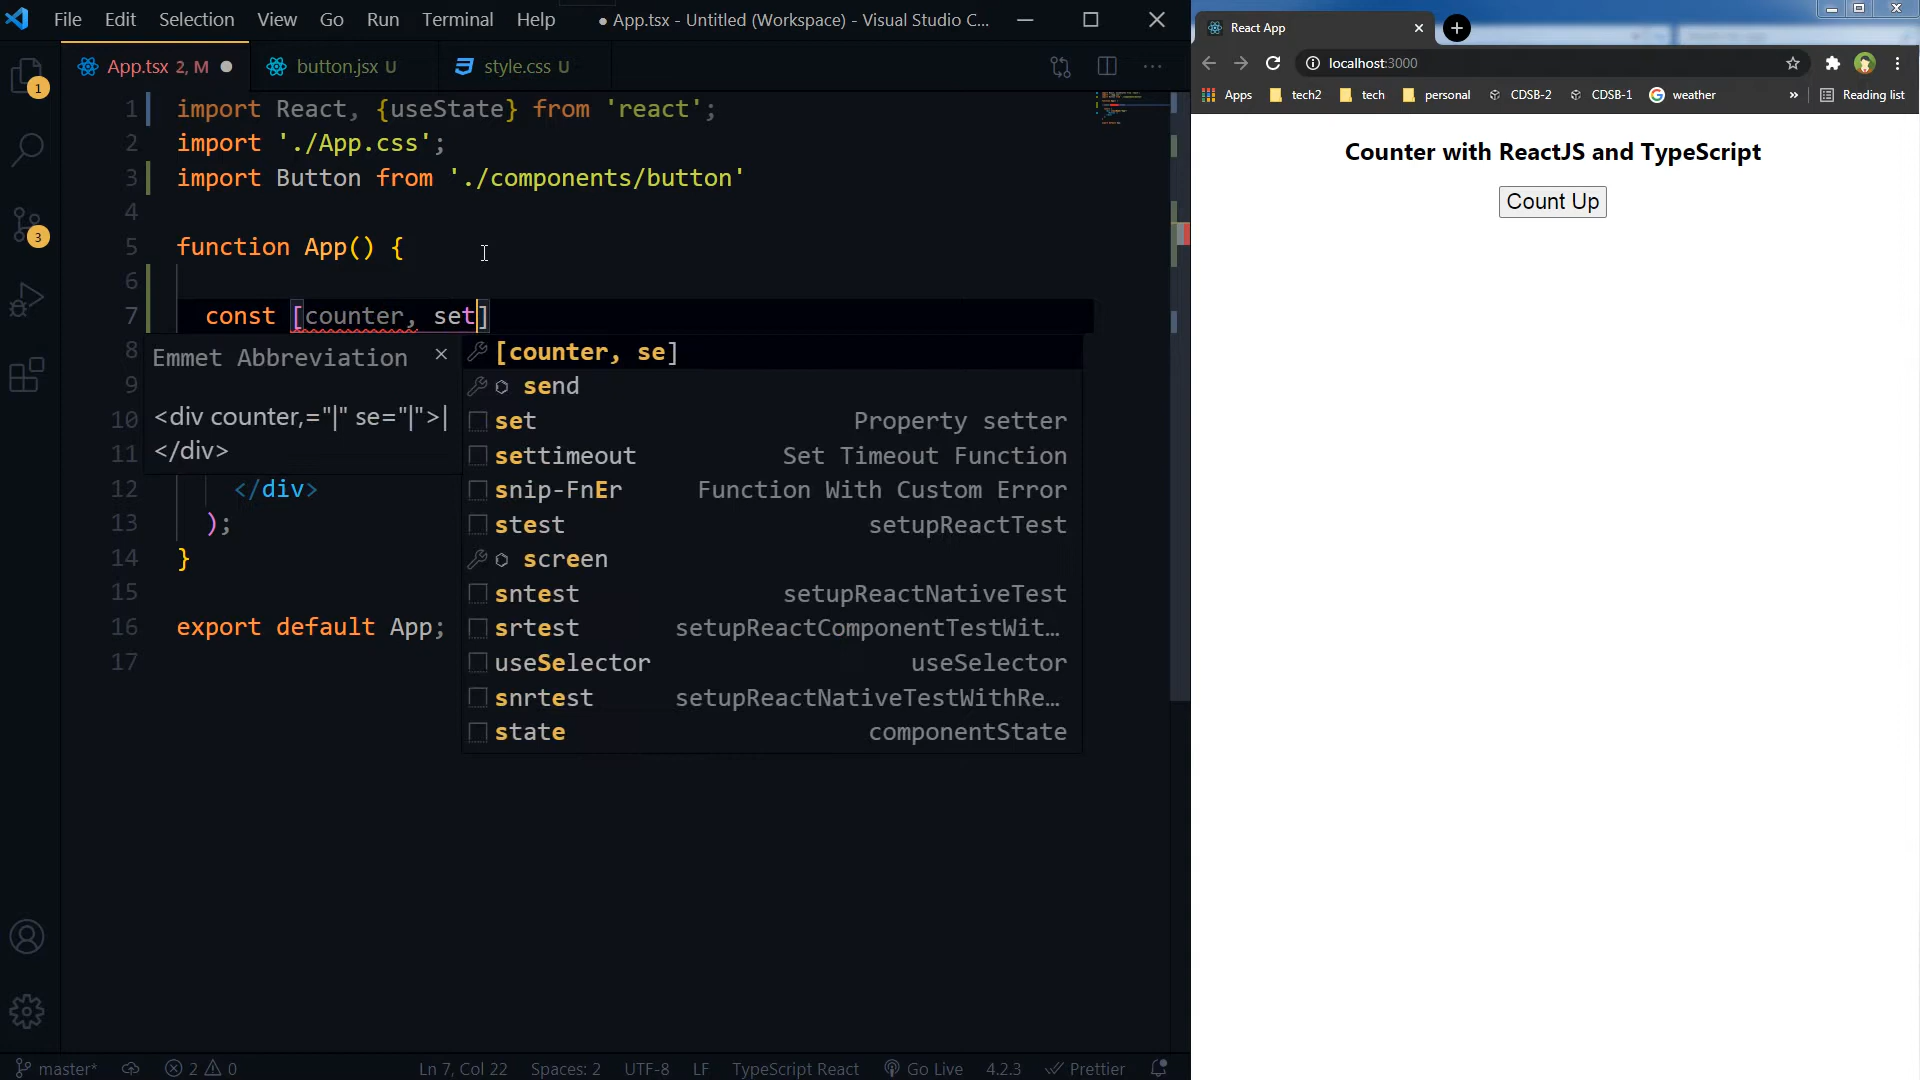 File Edit Selection View Go Run Terminal Help ● App.tsx - Untitled (Workspace) - Visual Studio C...
App.tsx 2, M ● button.jsx U style.css U ...
1 import React, {useState} from 'react';
2 import './App.css';
3 import Button from './components/button'
4
5 function App() {
6
7 const [counter, set]
8
9
10
11
12 </div>
13 );
14 }
15
16 export default App;
17
Emmet Abbreviation ×
<div counter,="|" se="|">|
</div>
[counter, se]
send
set Property setter
settimeout Set Timeout Function
snip-FnEr Function With Custom Error
stest setupReactTest
screen
sntest setupReactNativeTest
srtest setupReactComponentTestWit...
useSelector useSelector
snrtest setupReactNativeTestWithRe...
state componentState
1
3
master* 2 0 Ln 7, Col 22 Spaces: 2 UTF-8 LF TypeScript React Go Live 4.2.3 Prettier
React App
localhost:3000
Apps tech2 tech personal CDSB-2 CDSB-1 weather » Reading list
Counter with ReactJS and TypeScript
Count Up